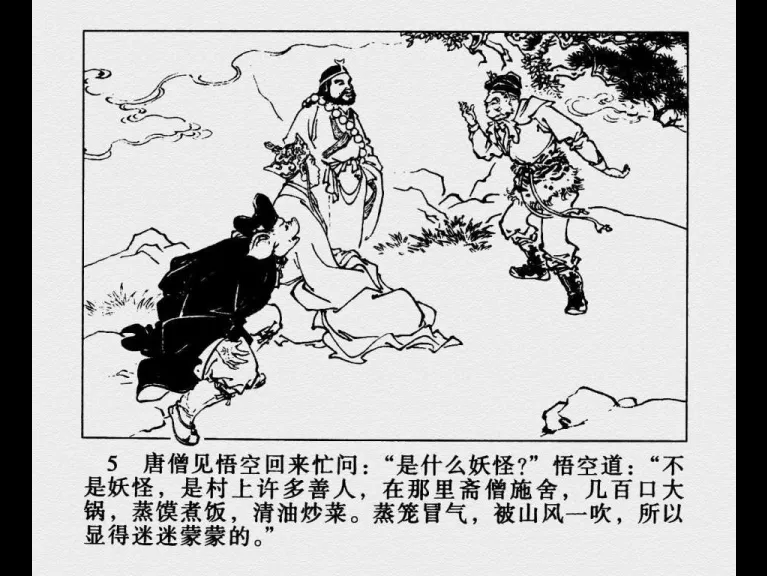 5 唐僧见悟空回来忙问：“是什么妖怪?”悟空道：“不
是妖怪，是村上许多善人，在那里斋僧施舍，几百口大
锅，蒸馍煮饭，清油炒菜。蒸笼冒气，被山风一吹，所以
显得迷迷蒙蒙的。”